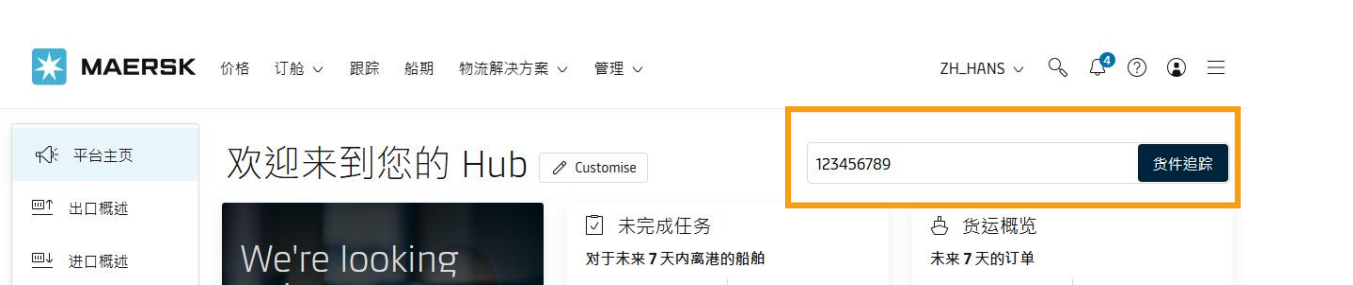 MAERSK 价格 订舱 跟踪 船期 物流解决方案 管理 ZH_HANS 4
平台主页
欢迎来到您的 Hub Customise
123456789 货件追踪
出口概述
进口概述
We're looking
未完成任务
对于未来 7 天内离港的船舶
货运概览
未来 7 天的订单